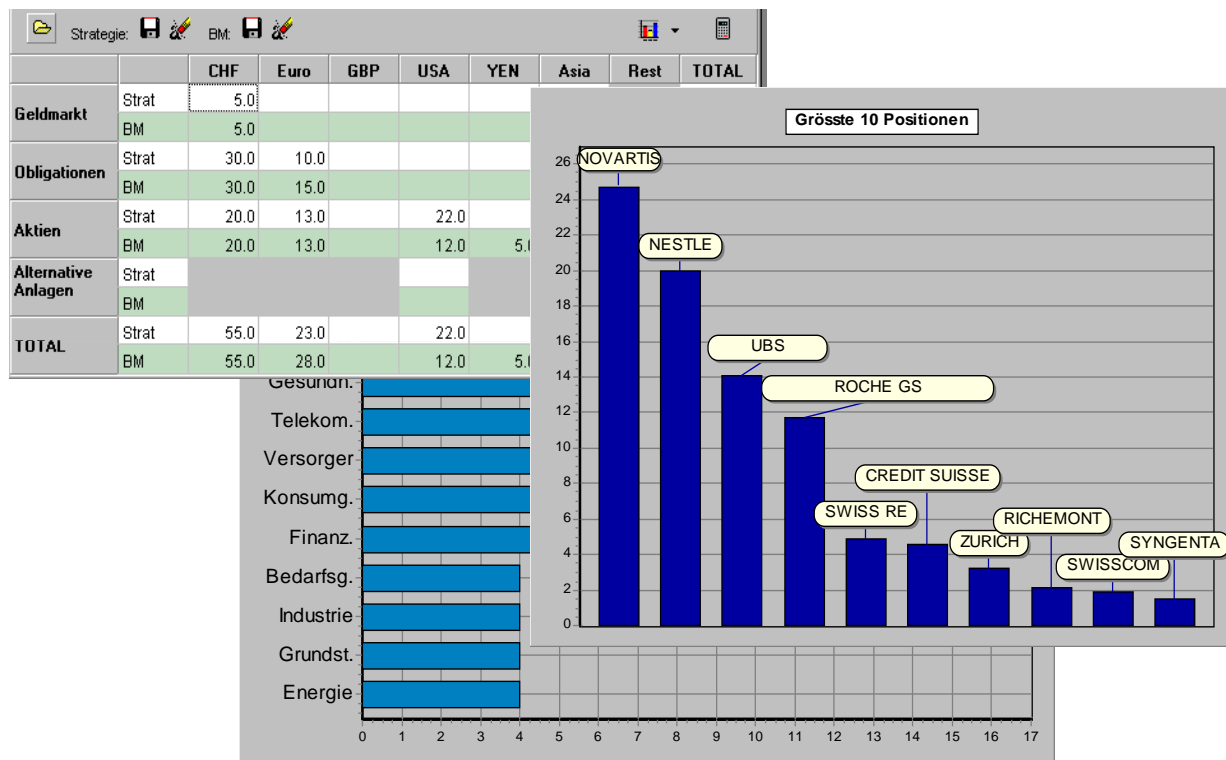 Strategie: BM:
CHF Euro GBP USA YEN Asia Rest TOTAL
Geldmarkt Strat 5.0
BM 5.0
Obligationen Strat 30.0 10.0
BM 30.0 15.0
Aktien Strat 20.0 13.0 22.0
BM 20.0 13.0 12.0
Alternative Anlagen Strat
BM
TOTAL Strat 55.0 23.0 22.0
BM 55.0 28.0 12.0
Grösste 10 Positionen
26
24
22
20
18
16
14
12
10
8
6
4
2
0
NOVARTIS
NESTLE
UBS
ROCHE GS
SWISS RE
CREDIT SUISSE
ZURICH
RICHEMONT
SWISSCOM
SYNGENTA
Gesundh.
Telekom.
Versorger
Konsumg.
Finanz.
Bedarfsg.
Industrie
Grundst.
Energie
0 1 2 3 4 5 6 7 8 9 10 11 12 13 14 15 16 17